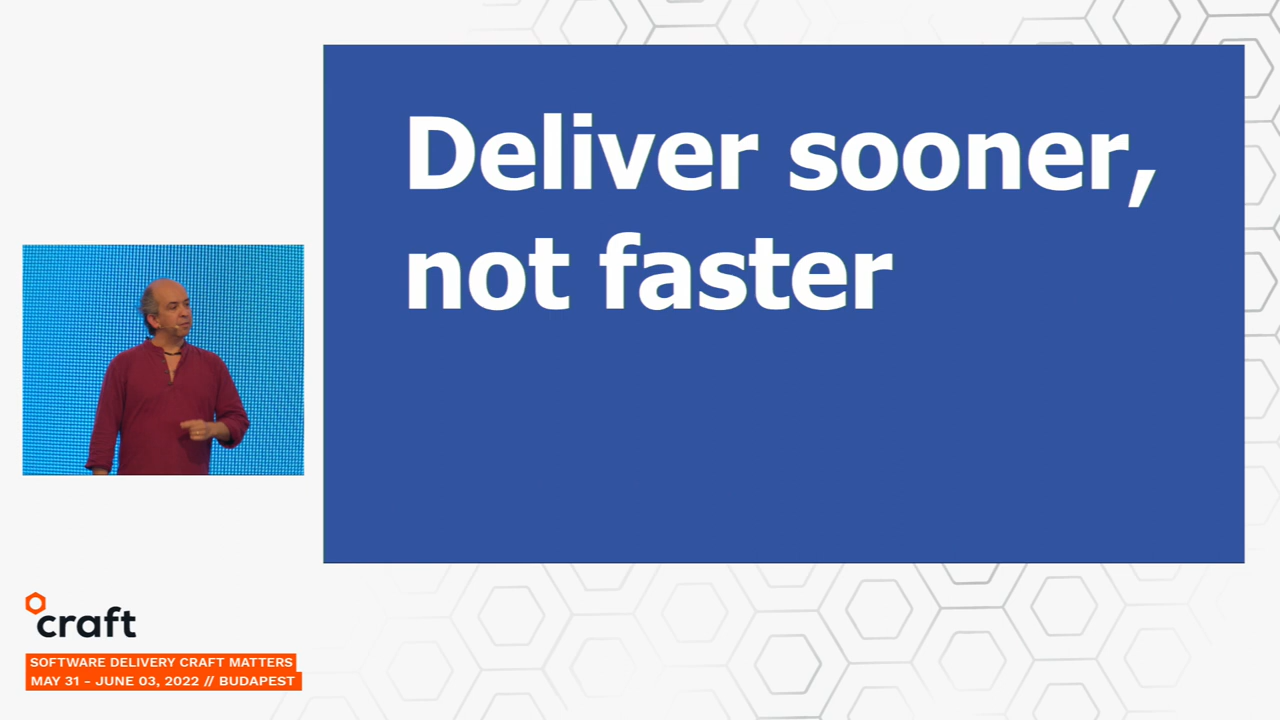 Deliver sooner,
not faster
craft
SOFTWARE DELIVERY CRAFT MATTERS
MAY 31 - JUNE 03, 2022 // BUDAPEST